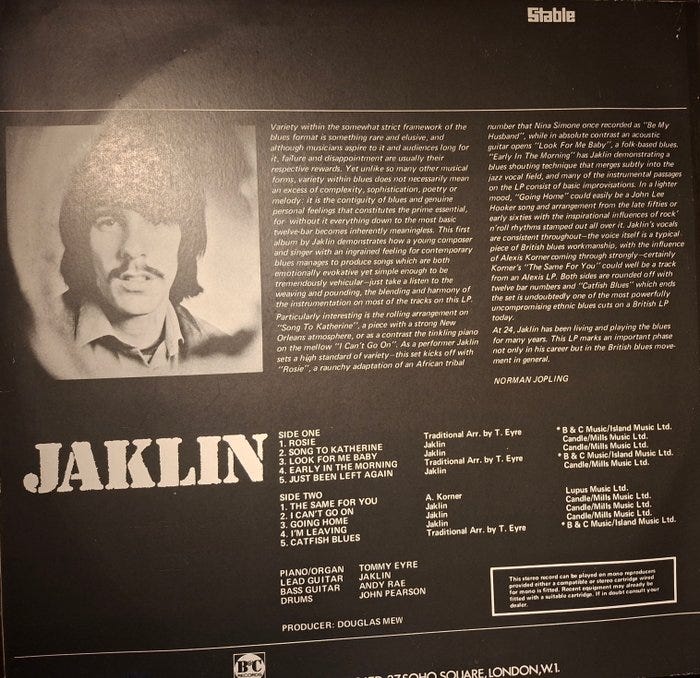 Stable
Variety within the somewhat strict framework of the
blues format is something rare and elusive, and
although musicians aspire to it and audiences long for
it, failure and disappointment are usually their
respective rewards. Yet unlike so many other musical
forms, variety within blues does not necessarily mean
an excess of complexity, sophistication, poetry or
melody: it is the contiguity of blues and genuine
personal feelings that constitutes the prime essential,
for without it everything down to the most basic
twelve-bar becomes inherently meaningless. This first
album by Jaklin demonstrates how a young composer
and singer with an ingrained feeling for contemporary
blues manages to produce songs which are both
emotionally evokative yet simple enough to be
tremendously vehicular—just take a listen to the
weaving and pounding, the blending and harmony of
the instrumentation on most of the tracks on this LP.
Particularly interesting is the rolling arrangement on
"Song To Katherine", a piece with a strong New
Orleans atmosphere, or as a contrast the tinkling piano
on the mellow "I Can't Go On". As a performer Jaklin
sets a high standard of variety—this set kicks off with
"Rosie", a raunchy adaptation of an African tribal
number that Nina Simone once recorded as "Be My
Husband", while in absolute contrast an acoustic
guitar opens "Look For Me Baby", a folk-based blues.
"Early In The Morning" has Jaklin demonstrating a
blues shouting technique that merges subtly into the
jazz vocal field, and many of the instrumental passages
on the LP consist of basic improvisations. In a lighter
mood, "Going Home" could easily be a John Lee
Hooker song and arrangement from the late fifties or
early sixties with the inspirational influences of rock'
n'roll rhythms stamped out all over it. Jaklin's vocals
are consistent throughout—the voice itself is a typical
piece of British blues workmanship, with the influence
of Alexis Korner coming through strongly—certainly
Korner's "The Same For You" could well be a track
from an Alexis LP. Both sides are rounded off with
twelve bar numbers and "Catfish Blues" which ends
the set is undoubtedly one of the most powerfully
uncompromising ethnic blues cuts on a British LP
today.
At 24, Jaklin has been living and playing the blues
for many years. This LP marks an important phase
not only in his career but in the British blues move-
ment in general.
NORMAN JOPLING
JAKLIN
SIDE ONE
1. ROSIE Traditional Arr. by T. Eyre * B & C Music/Island Music Ltd.
2. SONG TO KATHERINE Jaklin Candle/Mills Music Ltd.
3. LOOK FOR ME BABY Traditional Arr. by T. Eyre * B & C Music/Island Music Ltd.
4. EARLY IN THE MORNING Jaklin Candle/Mills Music Ltd.
5. JUST BEEN LEFT AGAIN
SIDE TWO
1. THE SAME FOR YOU A. Korner Lupus Music Ltd.
2. I CAN'T GO ON Jaklin Candle/Mills Music Ltd.
3. GOING HOME Jaklin Candle/Mills Music Ltd.
4. I'M LEAVING Jaklin Candle/Mills Music Ltd.
5. CATFISH BLUES Traditional Arr. by T. Eyre * B & C Music/Island Music Ltd.
PIANO/ORGAN TOMMY EYRE
LEAD GUITAR JAKLIN
BASS GUITAR ANDY RAE
DRUMS JOHN PEARSON
This stereo record can be played on mono reproducers
provided either a compatible or stereo cartridge wired
for mono is fitted. Recent equipment may already be
fitted with a suitable cartridge. If in doubt consult your
dealer.
PRODUCER: DOUGLAS MEW
B&C
RECORDS
37 SOHO SQUARE, LONDON, W.1.